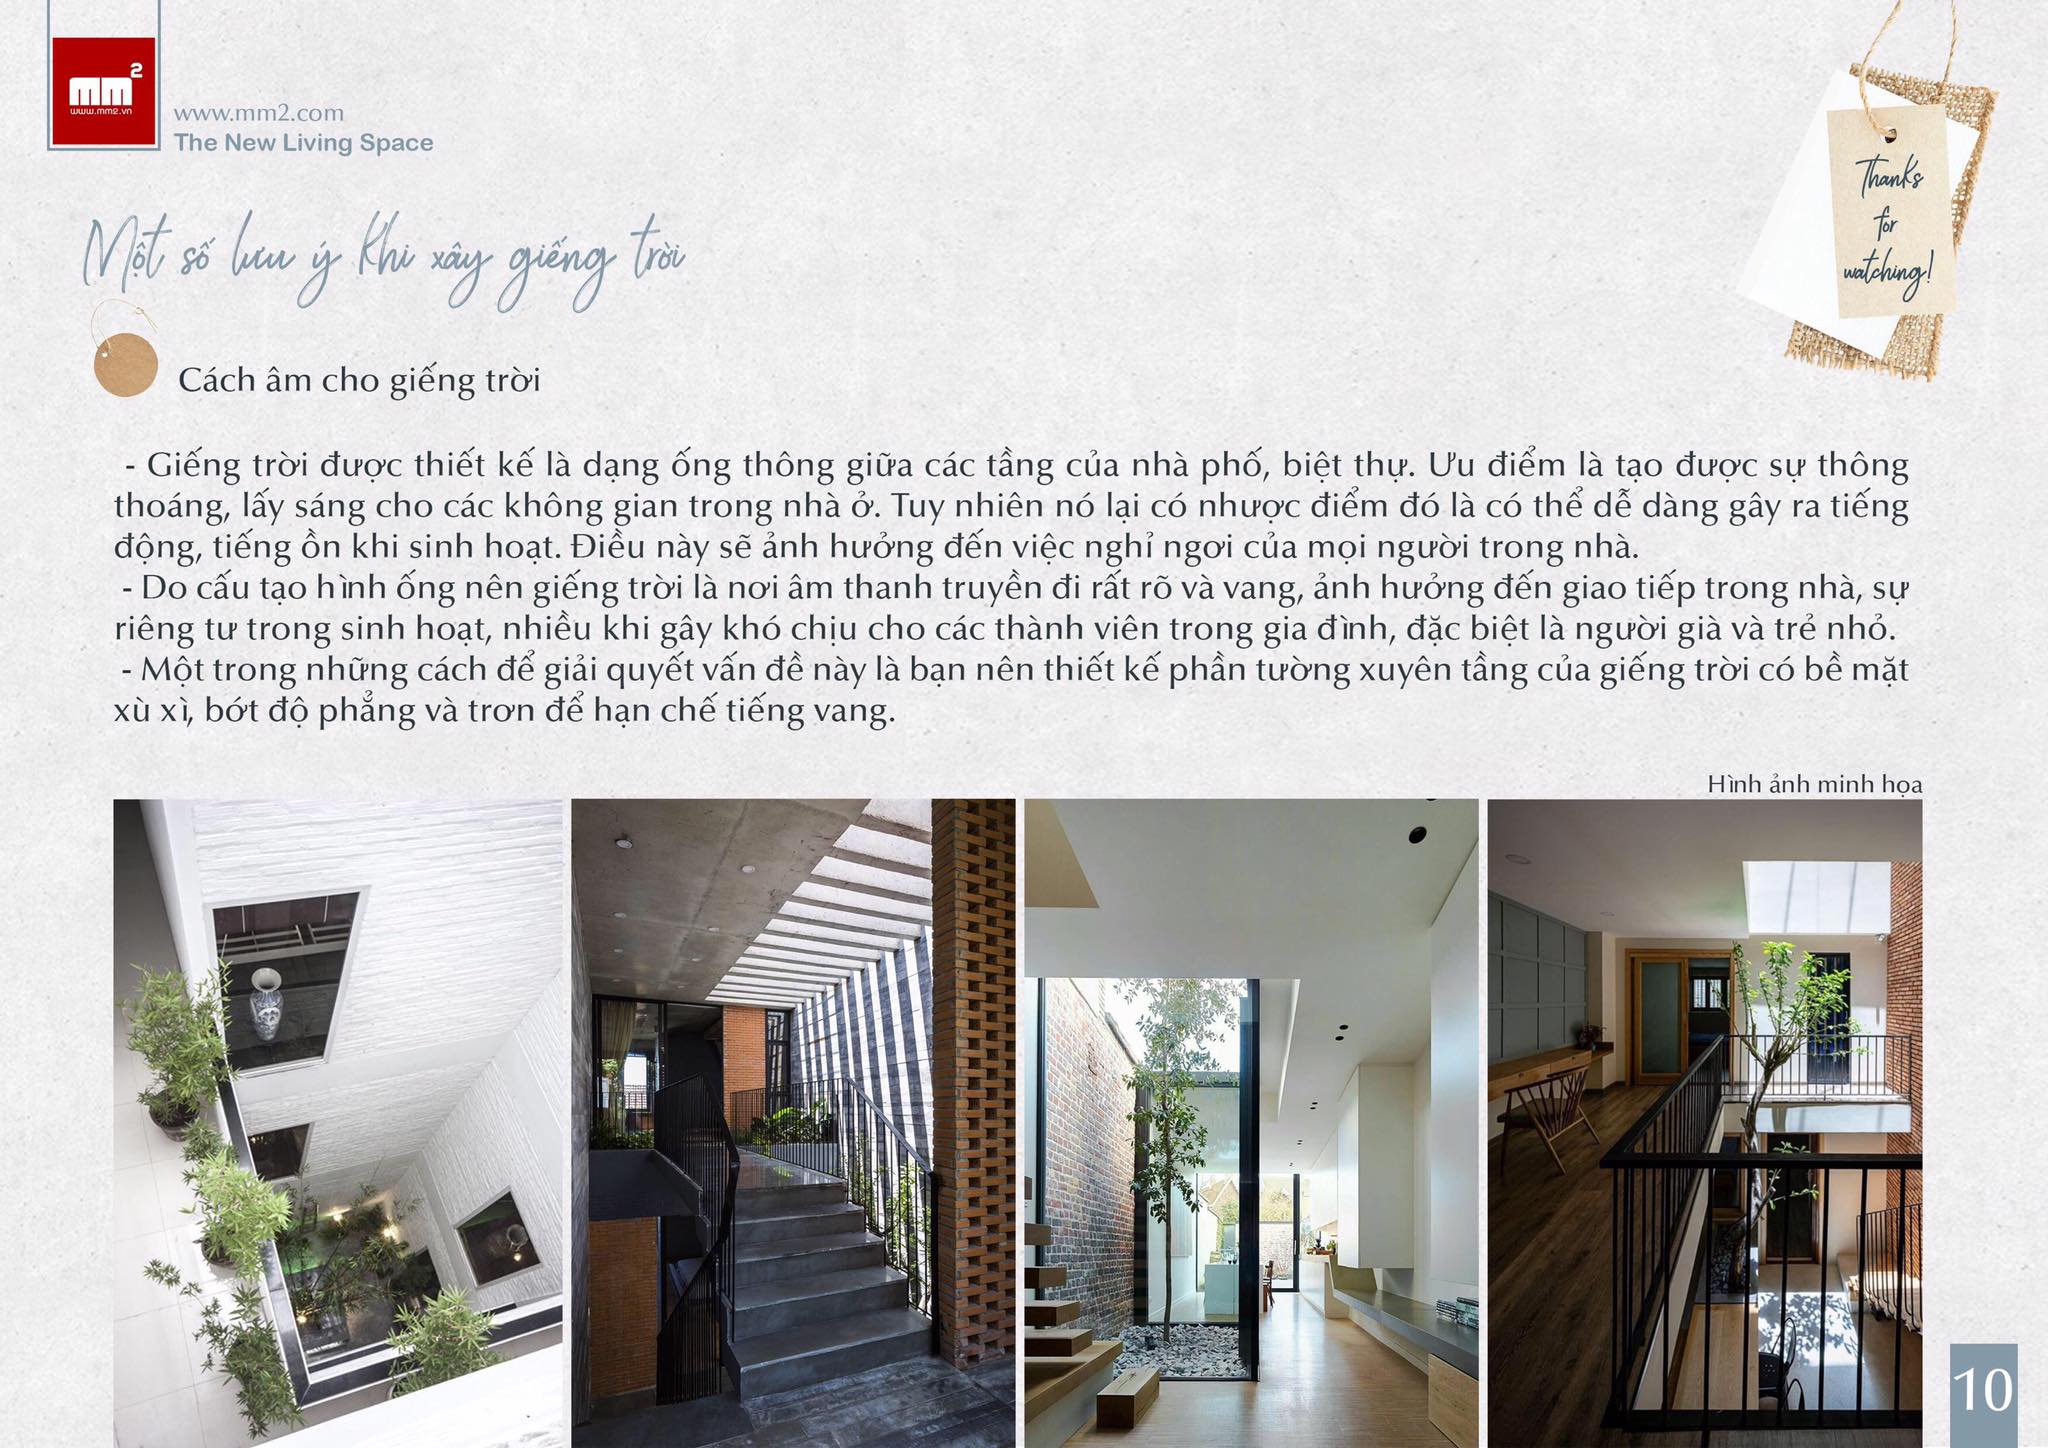 mm2
www.mm2.vn
www.mm2.com
The New Living Space
Thanks
for
watching!
Một số lưu ý khi xây giếng trời
Cách âm cho giếng trời
- Giếng trời được thiết kế là dạng ống thông giữa các tầng của nhà phố, biệt thự. Ưu điểm là tạo được sự thông
thoáng, lấy sáng cho các không gian trong nhà ở. Tuy nhiên nó lại có nhược điểm đó là có thể dễ dàng gây ra tiếng
động, tiếng ồn khi sinh hoạt. Điều này sẽ ảnh hưởng đến việc nghỉ ngơi của mọi người trong nhà.
- Do cấu tạo hình ống nên giếng trời là nơi âm thanh truyền đi rất rõ và vang, ảnh hưởng đến giao tiếp trong nhà, sự
riêng tư trong sinh hoạt, nhiều khi gây khó chịu cho các thành viên trong gia đình, đặc biệt là người già và trẻ nhỏ.
- Một trong những cách để giải quyết vấn đề này là bạn nên thiết kế phần tường xuyên tầng của giếng trời có bề mặt
xù xì, bớt độ phẳng và trơn để hạn chế tiếng vang.
Hình ảnh minh họa
10